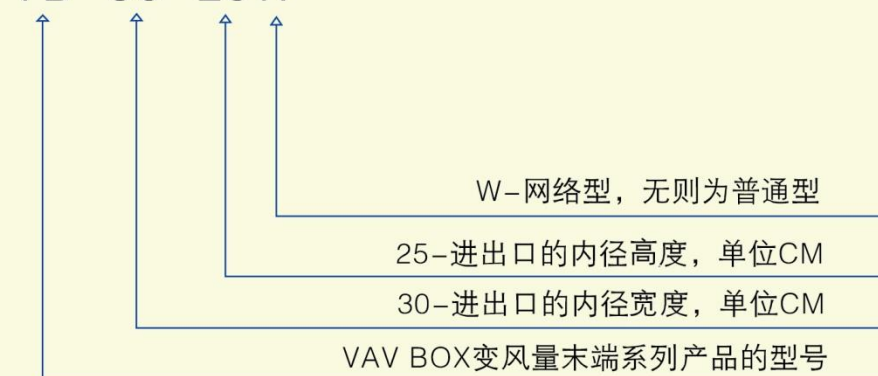 W-网络型，无则为普通型
25-进出口的内径高度，单位CM
30-进出口的内径宽度，单位CM
VAV BOX变风量末端系列产品的型号